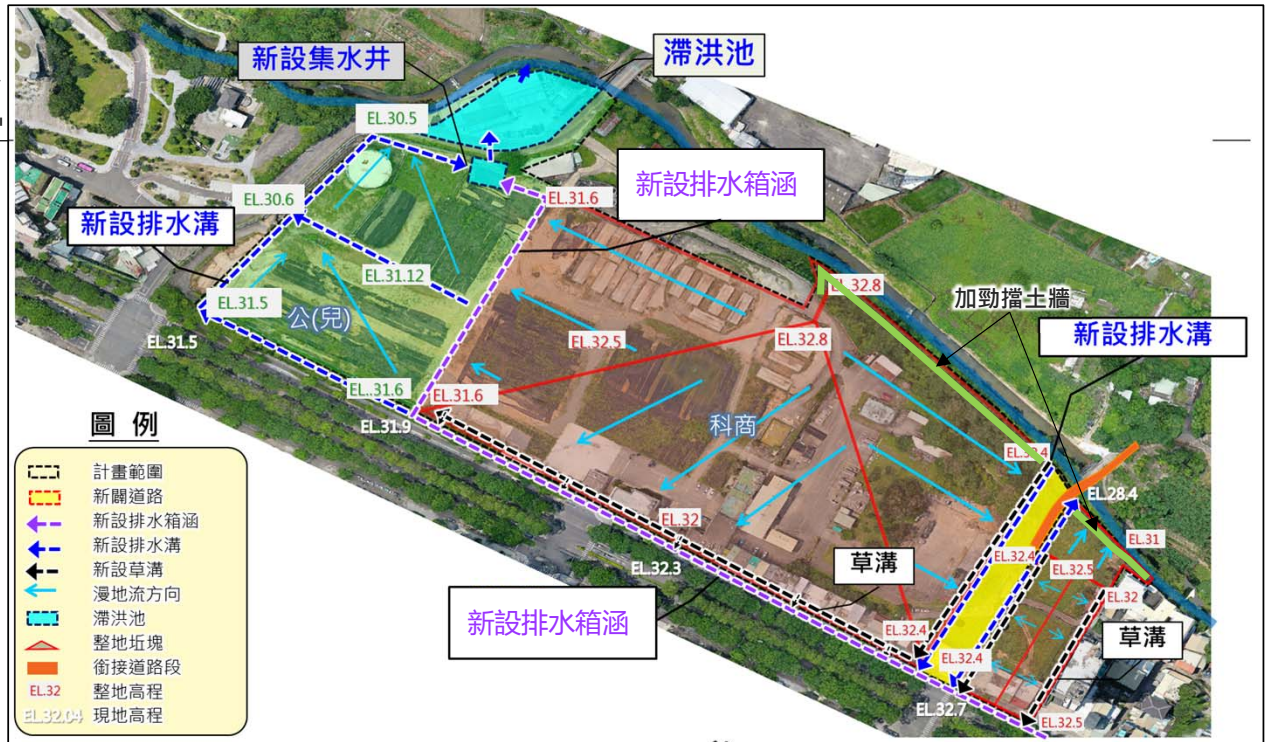 新設集水井
滯洪池
EL.30.5
新設排水箱涵
EL.31.6
EL.30.6
新設排水溝
EL.31.12
EL.32.8
加勁擋土牆
EL.31.5
公(兒)
EL.31.5
EL.32.5
EL.32.8
新設排水溝
EL..31.6
EL.31.6
EL.31.9
科商
EL.28.4
EL.31
EL.32
EL.32.3
草溝
EL.32.4
EL.32.5
EL.32
新設排水箱涵
EL.32.4
EL.32.4
草溝
EL.32.7
EL.32.5
圖 例
計畫範圍
新闢道路
新設排水箱涵
新設排水溝
新設草溝
漫地流方向
滯洪池
整地坵塊
銜接道路段
EL.32 整地高程
EL.32.04 現地高程